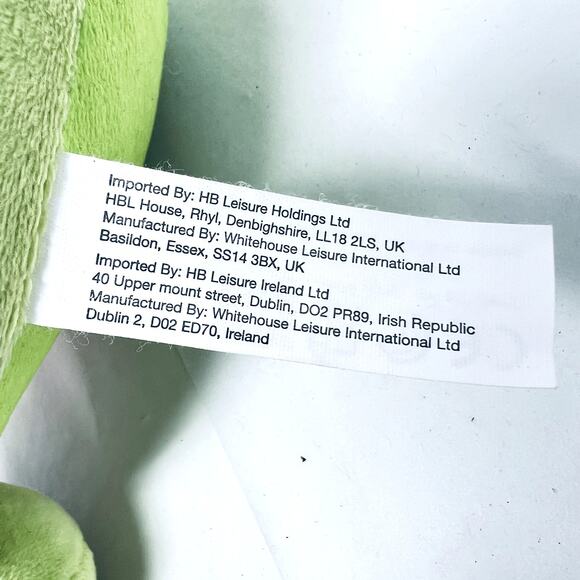 Imported By: HB Leisure Holdings Ltd
HBL House, Rhyl, Denbighshire, LL18 2LS, UK
Manufactured By: Whitehouse Leisure International Ltd
Basildon, Essex, SS14 3BX, UK
Imported By: HB Leisure Ireland Ltd
40 Upper mount street, Dublin, DO2 PR89, Irish Republic
Manufactured By: Whitehouse Leisure International Ltd
Dublin 2, D02 ED70, Ireland